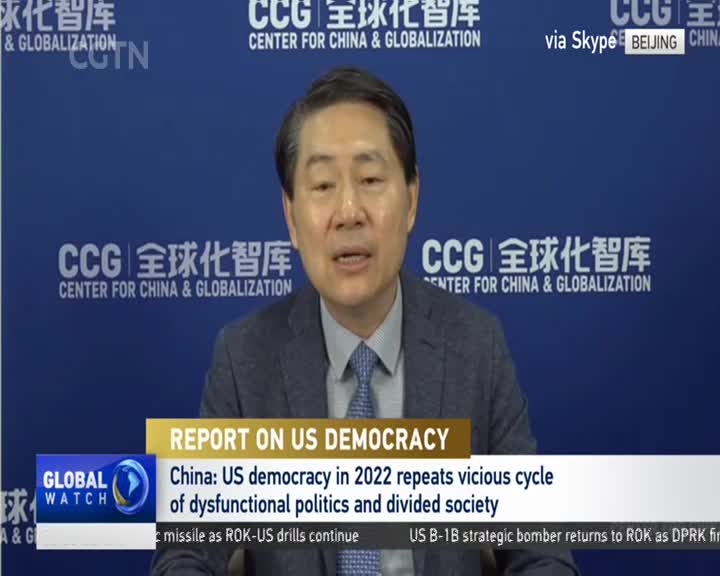 CCG 全球化智库
CENTER FOR CHINA & GLOBALIZATION
CGTN
球化智库
& GLOBALIZATION
via Skype
BEIJING
CCG 全球化智库
CENTER FOR CHINA & GLOBALIZATION
CCG 全球化智库
CENTER FOR CHINA & GLOBALIZATION
REPORT ON US DEMOCRACY
GLOBAL
WATCH
China: US democracy in 2022 repeats vicious cycle
of dysfunctional politics and divided society
missile as ROK-US drills continue
US B-1B strategic bomber returns to ROK as DPRK